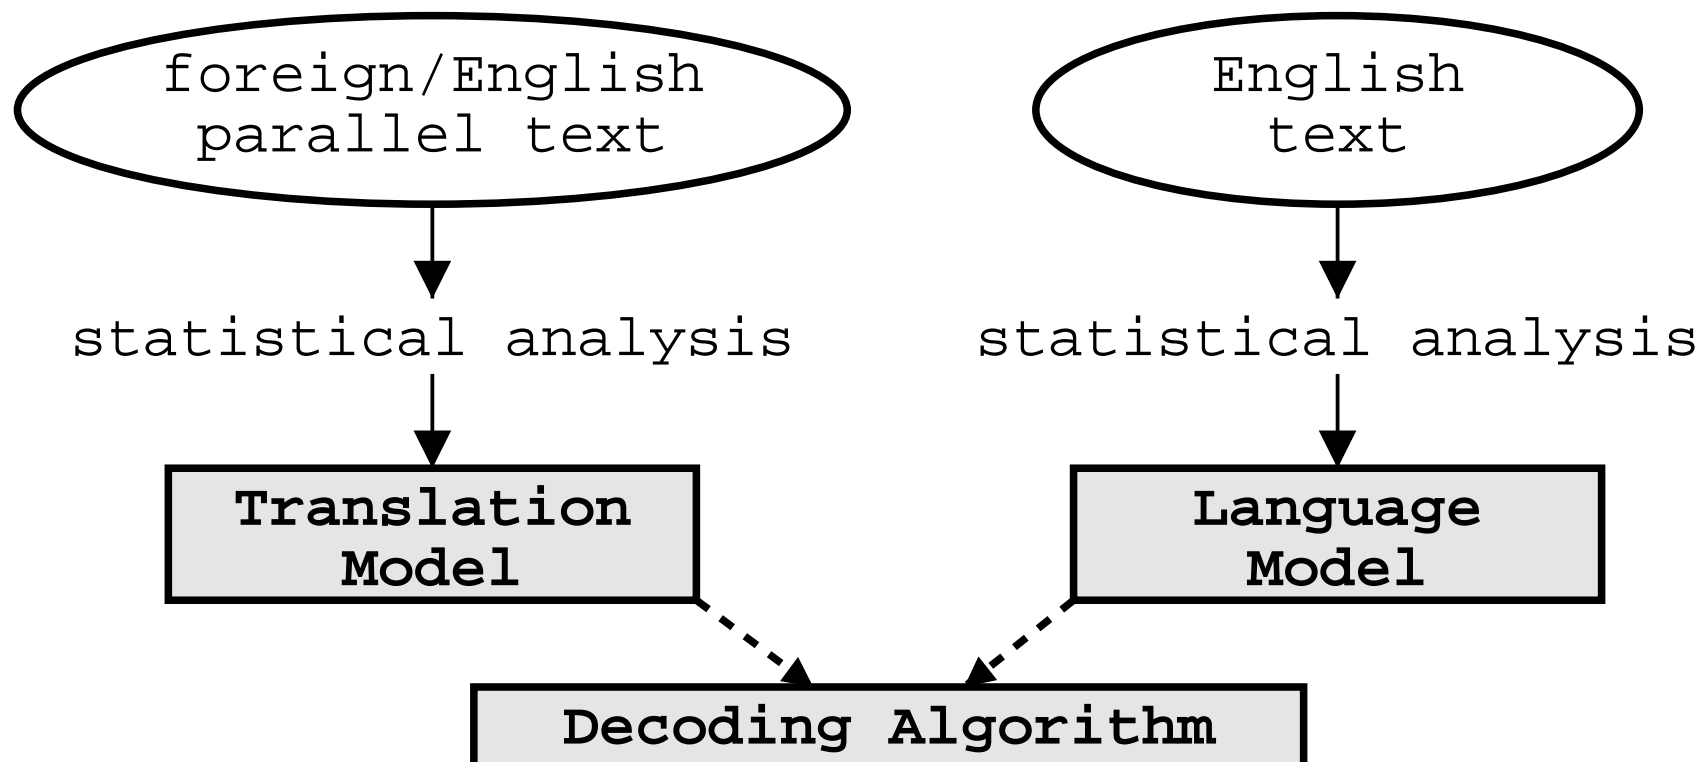 foreign/English
parallel text
English
text
statistical analysis
statistical analysis
Translation
Model
Language
Model
Decoding Algorithm